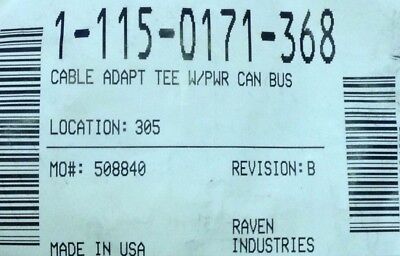 1-115-0171-368
CABLE ADAPT TEE W/PWR CAN BUS
LOCATION: 305
MO#: 508840 REVISION: B
RAVEN
MADE IN USA INDUSTRIES